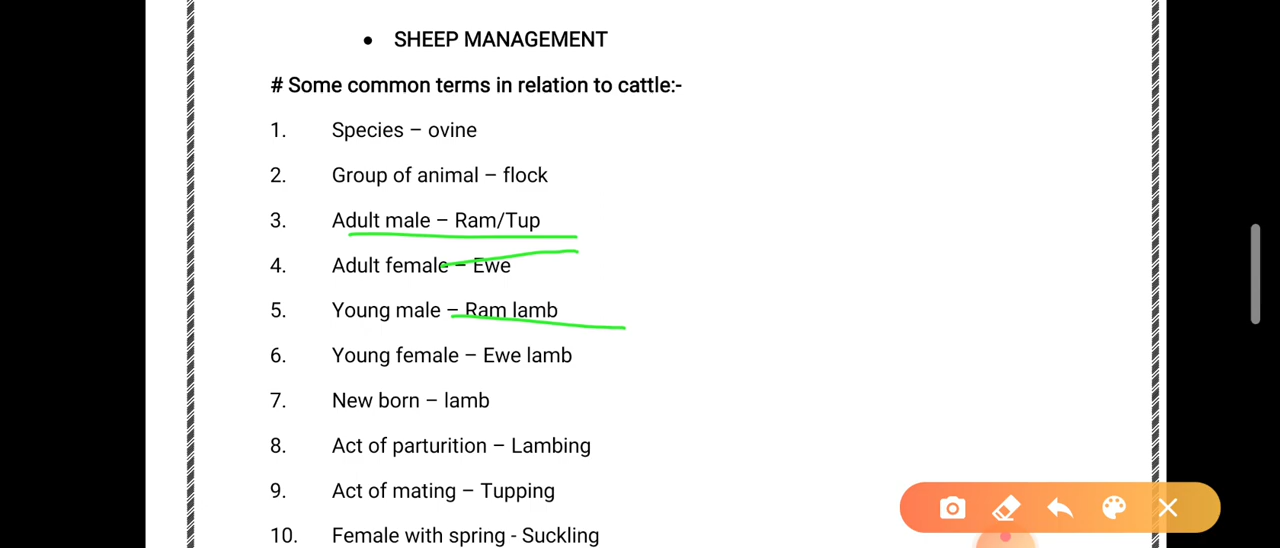 • SHEEP MANAGEMENT
# Some common terms in relation to cattle:-
1. Species – ovine
2. Group of animal – flock
3. Adult male – Ram/Tup
4. Adult female – Ewe
5. Young male – Ram lamb
6. Young female – Ewe lamb
7. New born – lamb
8. Act of parturition – Lambing
9. Act of mating – Tupping
10. Female with spring - Suckling